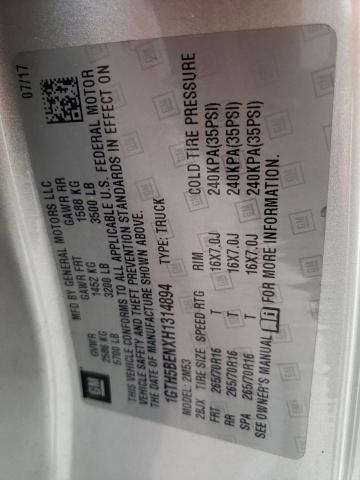 GM
MFD BY GENERAL MOTORS LLC
07/17
GVWR GAWR FRT GAWR RR
2586 KG 1452 KG 1588 KG
5700 LB 3200 LB 3500 LB
THIS VEHICLE CONFORMS TO ALL APPLICABLE U.S. FEDERAL MOTOR
VEHICLE SAFETY AND THEFT PREVENTION STANDARDS IN EFFECT ON
THE DATE OF MANUFACTURE SHOWN ABOVE.
1GTH5BENXH1314894 TYPE: TRUCK
MODEL: 2M53
2BJX TIRE SIZE SPEED RTG RIM COLD TIRE PRESSURE
FRT 265/70R16 T 16X7.0J 240KPA(35PSI)
RR 265/70R16 T 16X7.0J 240KPA(35PSI)
SPA 265/70R16 T 16X7.0J 240KPA(35PSI)
SEE OWNER'S MANUAL FOR MORE INFORMATION.